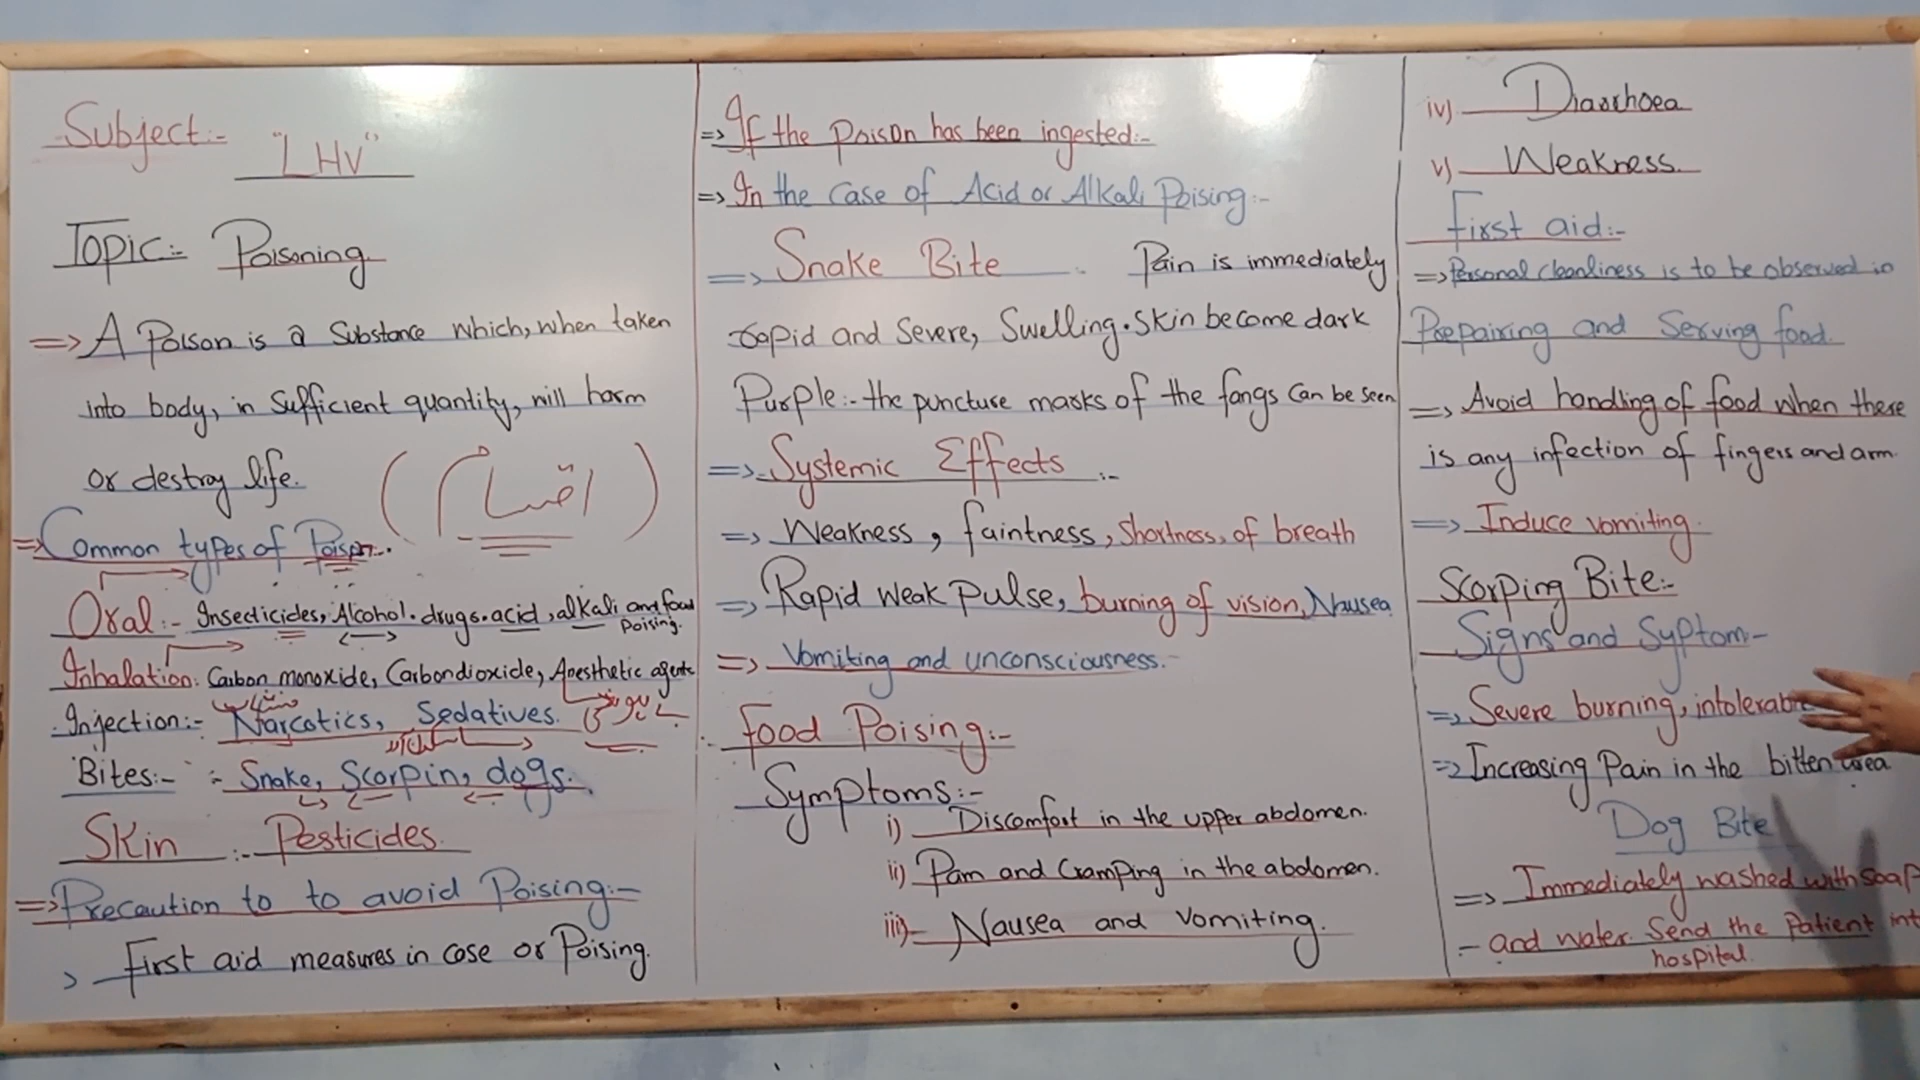 Subject:-
"LHV"
Topic:- Poisoning
=> A Poison is a Substance which, when taken
into body, in Sufficient quantity, will harm
or destroy life.
(اقسام)
=> Common types of Poison.
Oral:- Insecticides, Alcohol. drugs. acid, alkali and food
Poising.
Inhalation: Carbon monoxide, Carbondioxide, Anesthetic agents
Injection:- Narcotics, Sedatives.
Bites:- Snake, Scorpin, dogs.
Skin :- Pesticides
=> Precaution to to avoid Poising:-
> First aid measures in case or Poising.
=> If the Poison has been ingested:-
=> In the case of Acid or Alkali Poising:-
=> Snake Bite Pain is immediately
rapid and Severe, Swelling. Skin become dark
Purple:- the puncture marks of the fangs Can be seen
=> Systemic Effects :-
=> Weakness, faintness, Shortness, of breath
=> Rapid weak Pulse, burning of vision, Nausea
=> Vomiting and unconsciousness.-
Food Poising:-
Symptoms:-
i) Discomfort in the upper abdomen.
ii) Pam and Cramping in the abdomen.
iii) Nausea and Vomiting.
iv) Diarrhoea
v) Weakness.
First aid:-
=> Personal cleanliness is to be observed in
Prepairing and Serving food.
=> Avoid handling of food when there
is any infection of fingers and arm.
=> Induce vomiting.
Scorping Bite:-
Signs and Syptom-
=> Severe burning, intolerab
=> Increasing Pain in the bitten area
Dog Bite
=> Immediately washed with Soap
- and water. Send the Patient int
hospital.